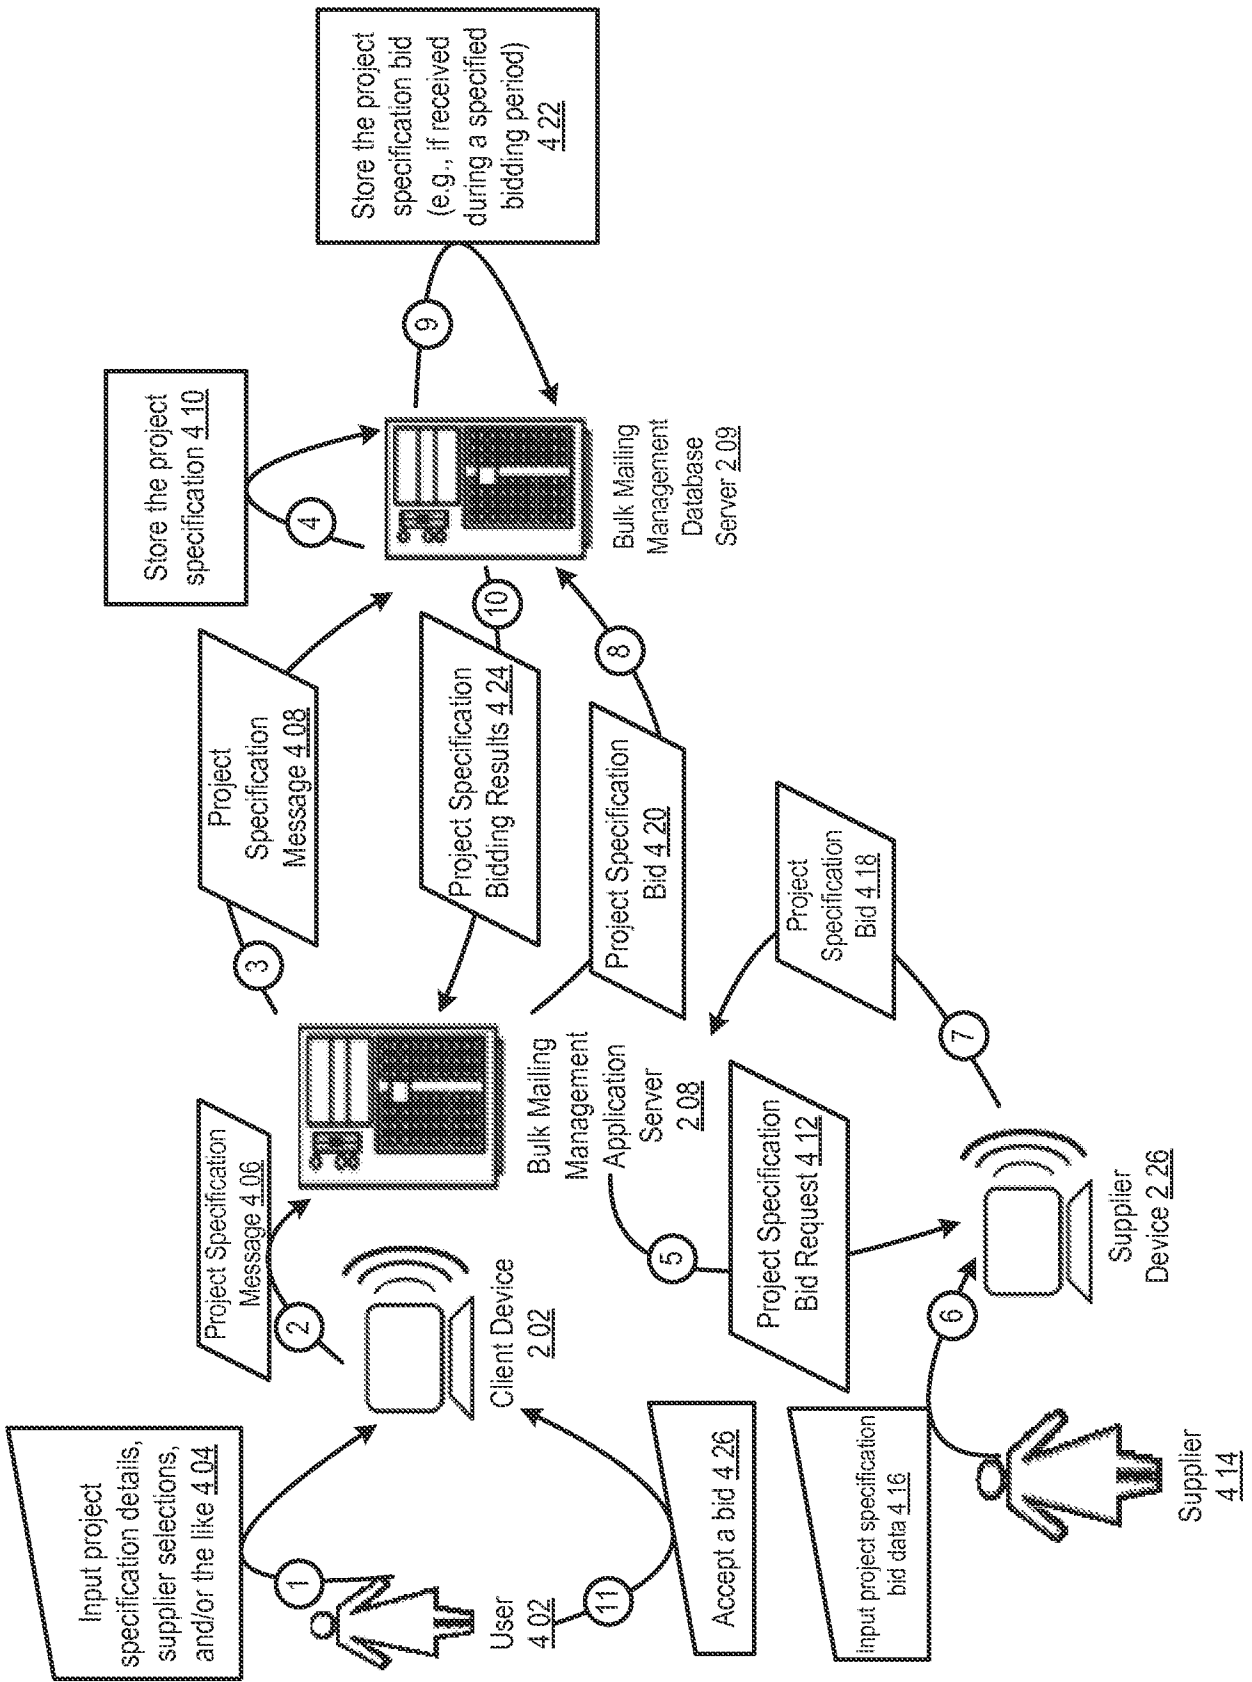 Input project
specification details,
supplier selections,
and/or the like 4.04
1
User
4.02
11
Accept a bid 4.26
Input project specification
bid data 4.16
Supplier
4.14
Project Specification
Message 4.06
2
Client Device
2.02
5
Project Specification
Bid Request 4.12
6
Supplier
Device 2.26
3
Project
Specification
Message 4.08
Bulk Mailing
Management
Application
Server
2.08
Project Specification
Bidding Results 4.24
10
Project Specification
Bid 4.20
8
Project
Specification
Bid 4.18
7
Store the project
specification 4.10
4
Bulk Mailing
Management
Database
Server 2.09
9
Store the project
specification bid
(e.g., if received
during a specified
bidding period)
4.22